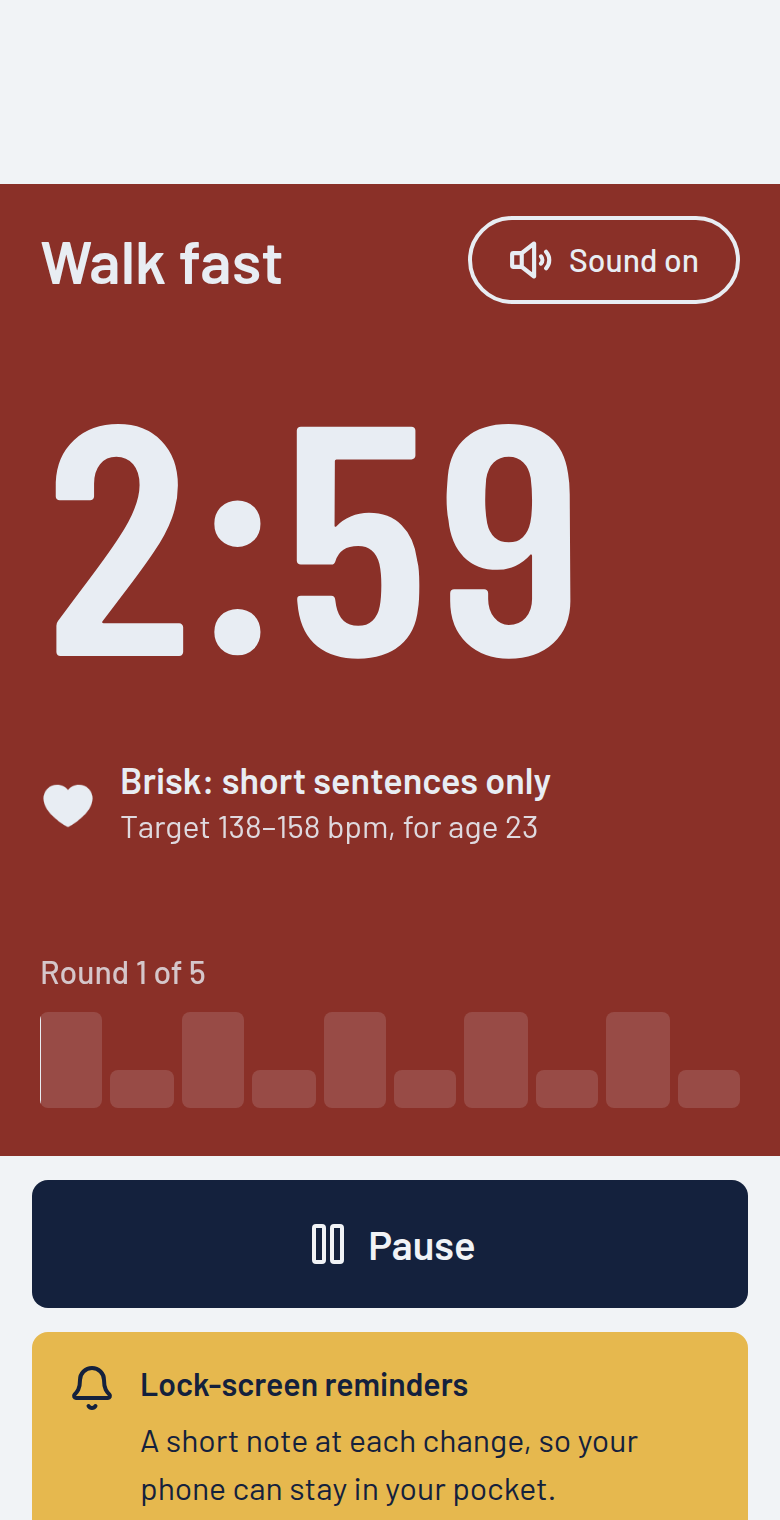 Walk fast
Sound on
2:59
Brisk: short sentences only
Target 138–158 bpm, for age 23
Round 1 of 5
Pause
Lock-screen reminders
A short note at each change, so your
phone can stay in your pocket.